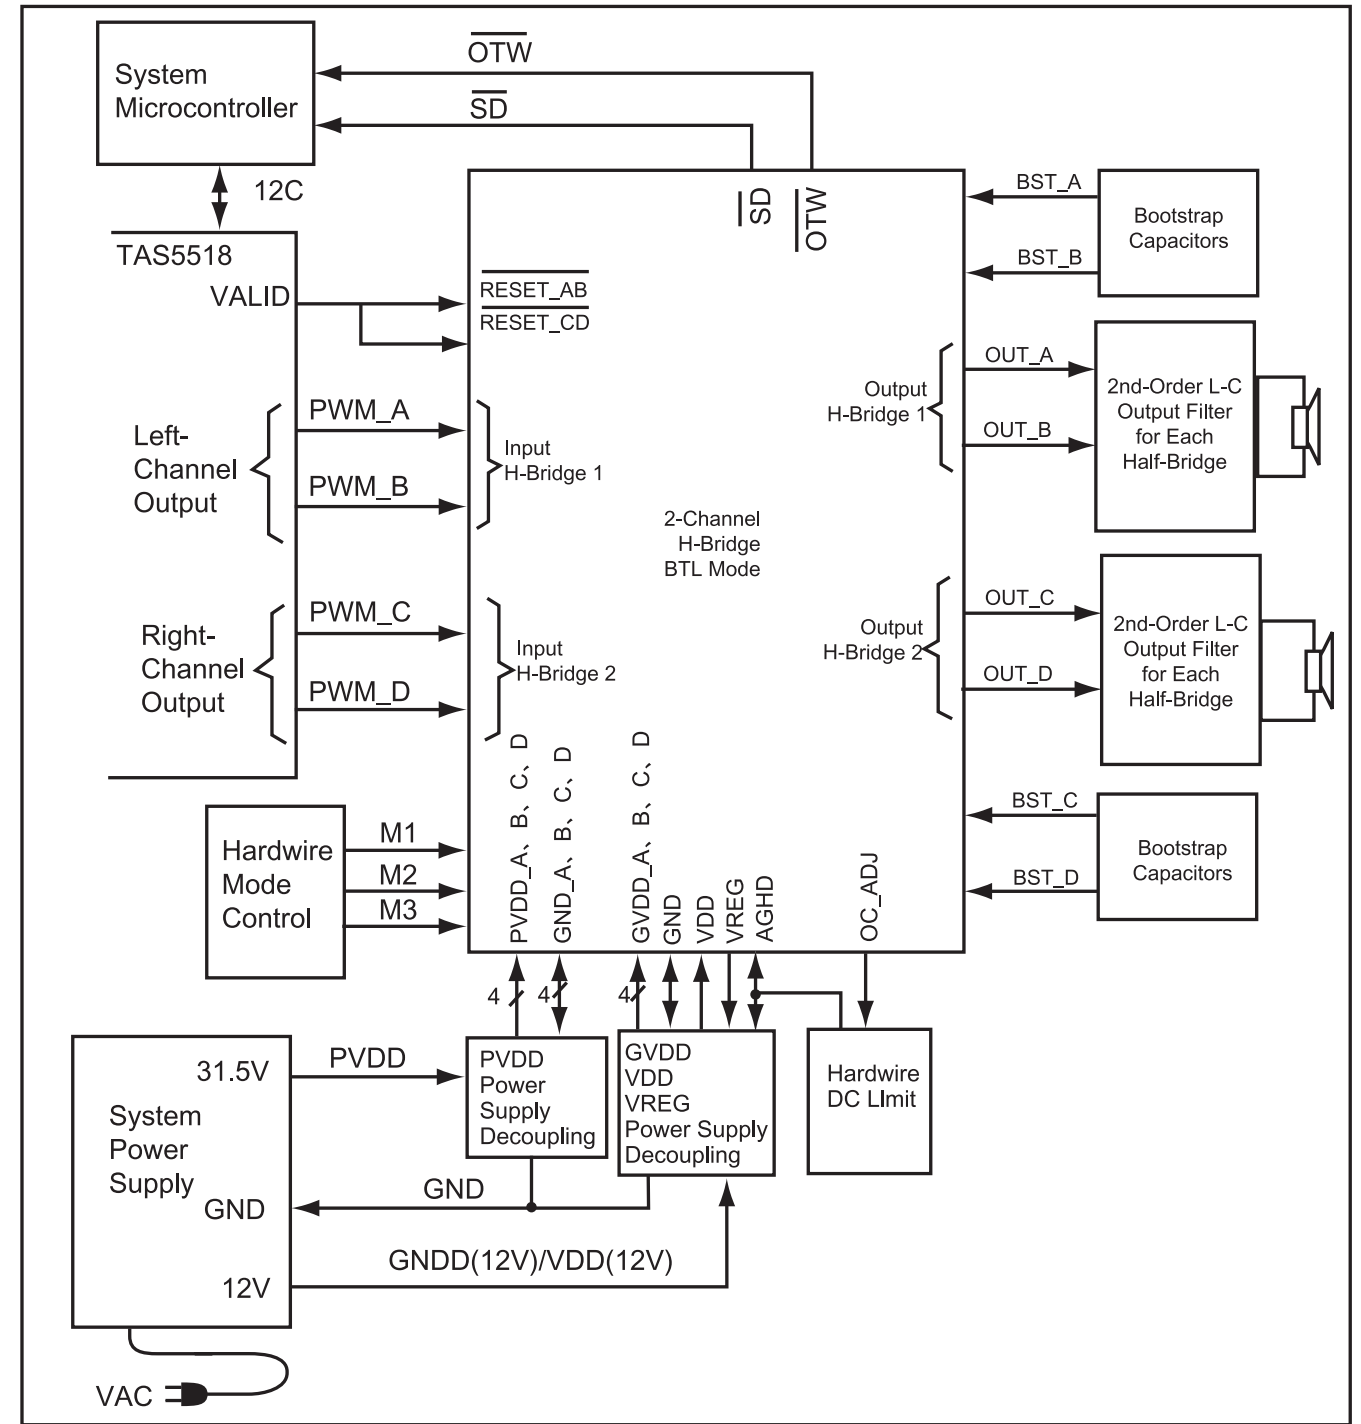 OTW
SD
System
Microcontroller
12C
TAS5518
VALID
RESET_AB
RESET_CD
SD
OTW
BST_A
BST_B
Bootstrap
Capacitors
Left-
Channel
Output
PWM_A
PWM_B
Input
H-Bridge 1
Output
H-Bridge 1
OUT_A
OUT_B
2nd-Order L-C
Output Filter
for Each
Half-Bridge
2-Channel
H-Bridge
BTL Mode
Right-
Channel
Output
PWM_C
PWM_D
Input
H-Bridge 2
Output
H-Bridge 2
OUT_C
OUT_D
2nd-Order L-C
Output Filter
for Each
Half-Bridge
Hardwire
Mode
Control
M1
M2
M3
PVDD_A、B、C、D
GND_A、B、C、D
GVDD_A、B、C、D
GND
VDD
VREG
AGHD
OC_ADJ
BST_C
BST_D
Bootstrap
Capacitors
4
4
4
31.5V
System
Power
Supply
GND
12V
PVDD
PVDD
Power
Supply
Decoupling
GVDD
VDD
VREG
Power Supply
Decoupling
Hardwire
DC LImit
GND
GNDD(12V)/VDD(12V)
VAC